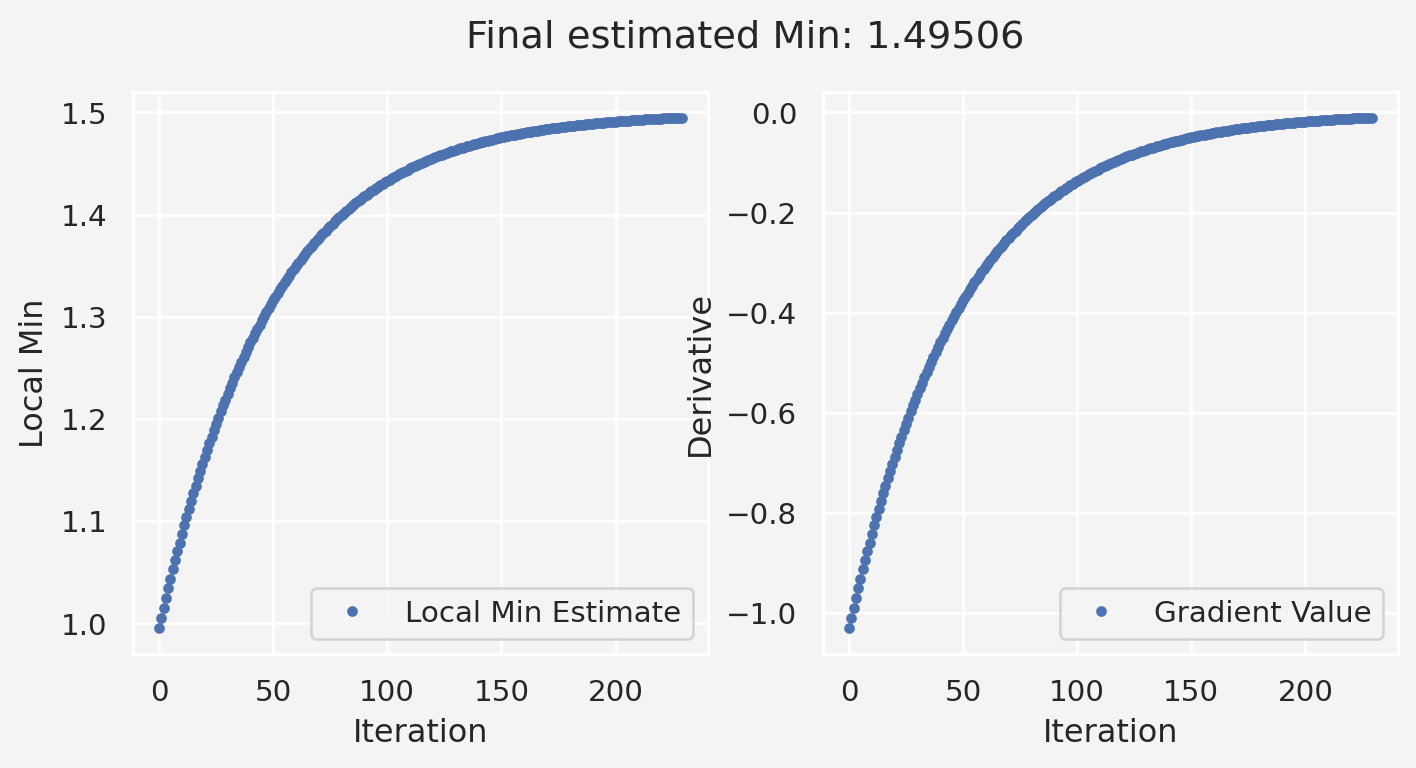 Final estimated Min: 1.49506
Local Min
1.5
1.4
1.3
1.2
1.1
1.0
Local Min Estimate
0 50 100 150 200
Iteration
Derivative
0.0
−0.2
−0.4
−0.6
−0.8
−1.0
Gradient Value
0 50 100 150 200
Iteration